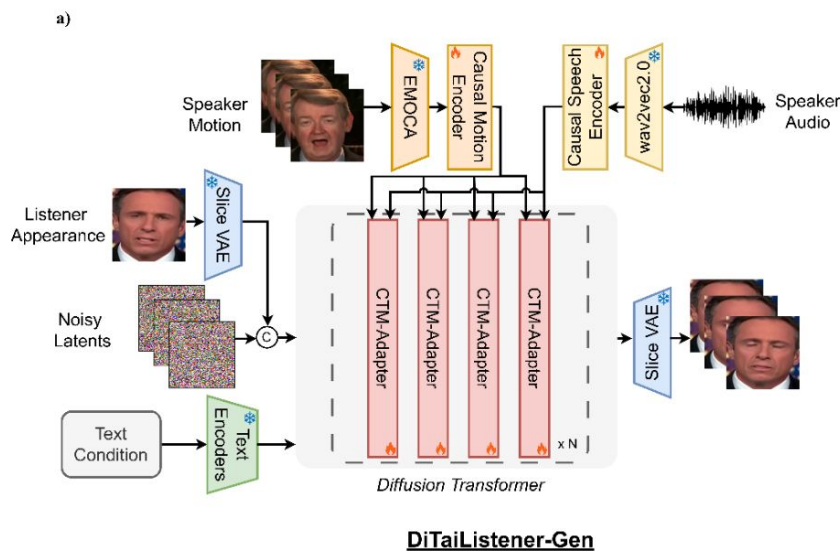 a)
Speaker
Motion
EMOCA
Causal Motion
Encoder
Causal Speech
Encoder
wav2vec2.0
Speaker
Audio
Listener
Appearance
Slice VAE
Noisy
Latents
C
CTM-Adapter
CTM-Adapter
CTM-Adapter
CTM-Adapter
x N
Slice VAE
Text
Condition
Text
Encoders
Diffusion Transformer
DiTaiListener-Gen